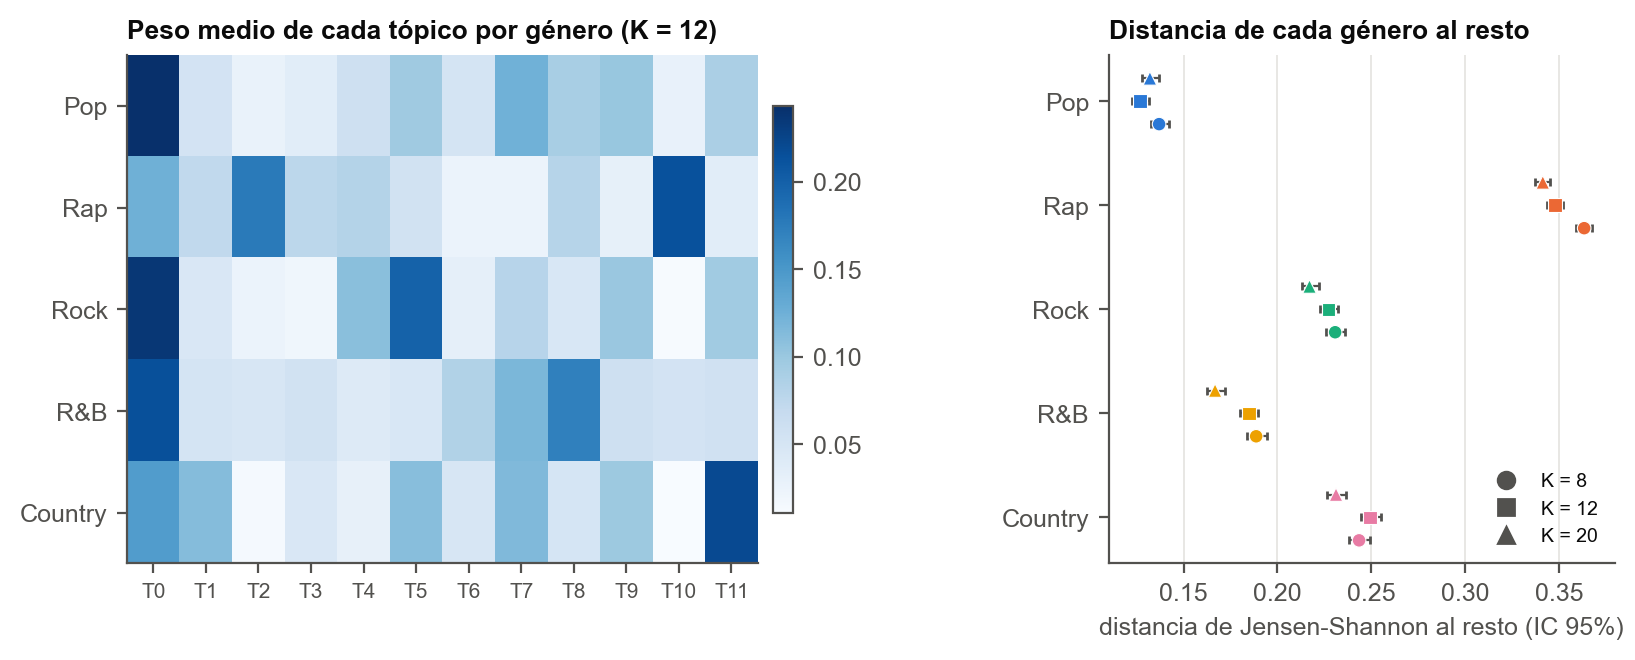 Peso medio de cada tópico por género (K = 12)
Pop
Rap
Rock
R&B
Country
T0 T1 T2 T3 T4 T5 T6 T7 T8 T9 T10 T11
0.20
0.15
0.10
0.05
Distancia de cada género al resto
Pop
Rap
Rock
R&B
Country
K = 8
K = 12
K = 20
0.15 0.20 0.25 0.30 0.35
distancia de Jensen-Shannon al resto (IC 95%)